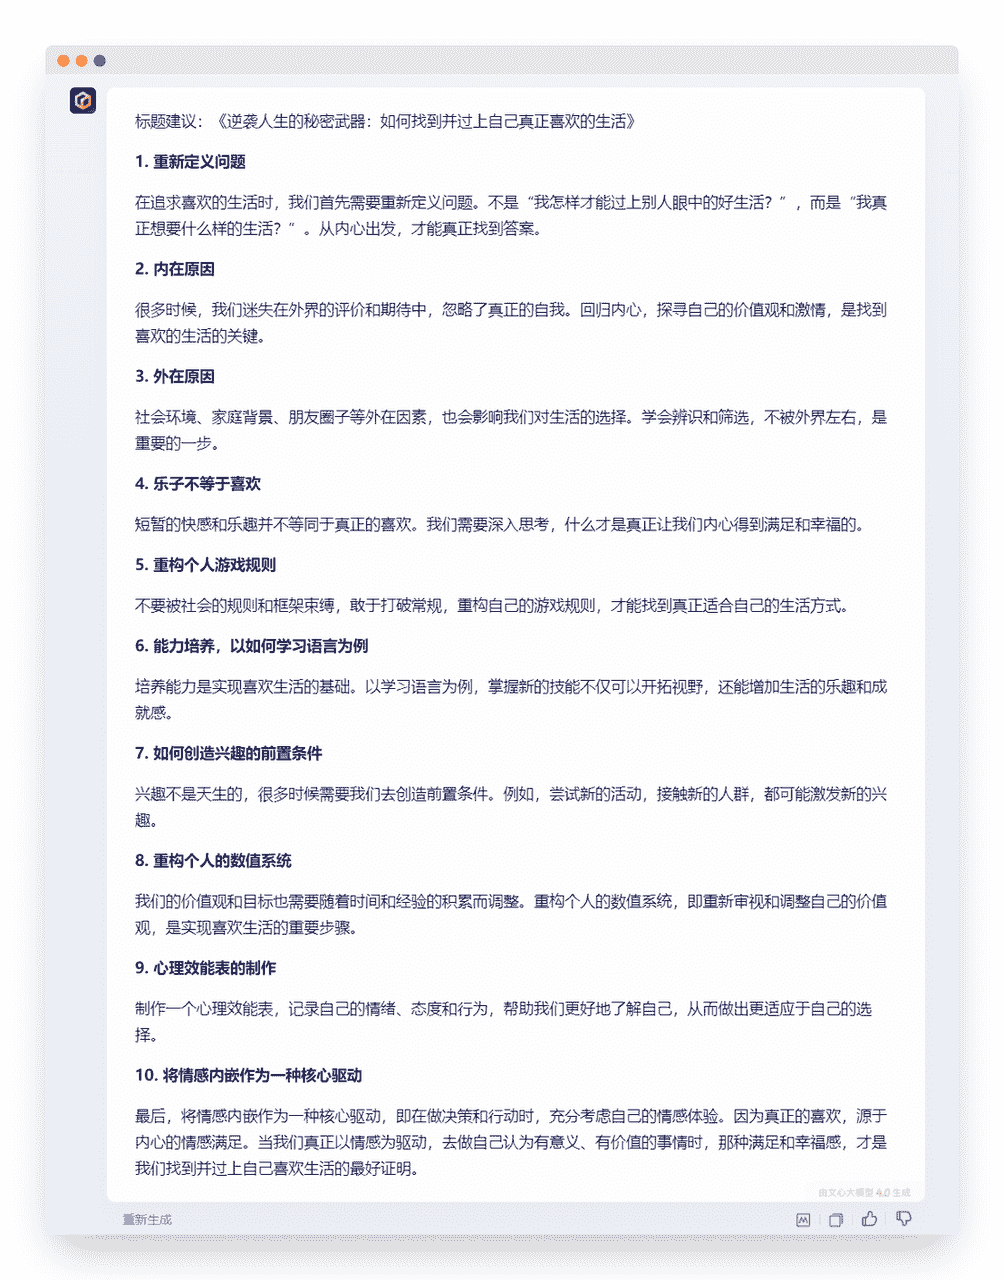 标题建议：《逆袭人生的秘密武器：如何找到并过上自己真正喜欢的生活》
1. 重新定义问题
在追求喜欢的生活时，我们首先需要重新定义问题。不是“我怎样才能过上别人眼中的好生活？”，而是“我真
正想要什么样的生活？”。从内心出发，才能真正找到答案。
2. 内在原因
很多时候，我们迷失在外界的评价和期待中，忽略了真正的自我。回归内心，探寻自己的价值观和激情，是找到
喜欢的生活的关键。
3. 外在原因
社会环境、家庭背景、朋友圈子等外在因素，也会影响我们对生活的选择。学会辨识和筛选，不被外界左右，是
重要的一步。
4. 乐子不等于喜欢
短暂的快感和乐趣并不等同于真正的喜欢。我们需要深入思考，什么才是真正让我们内心得到满足和幸福的。
5. 重构个人游戏规则
不要被社会的规则和框架束缚，敢于打破常规，重构自己的游戏规则，才能找到真正适合自己的生活方式。
6. 能力培养，以如何学习语言为例
培养能力是实现喜欢生活的基础。以学习语言为例，掌握新的技能不仅可以开拓视野，还能增加生活的乐趣和成
就感。
7. 如何创造兴趣的前置条件
兴趣不是天生的，很多时候需要我们去创造前置条件。例如，尝试新的活动，接触新的人群，都可能激发新的兴
趣。
8. 重构个人的数值系统
我们的价值观和目标也需要随着时间和经验的积累而调整。重构个人的数值系统，即重新审视和调整自己的价值
观，是实现喜欢生活的重要步骤。
9. 心理效能表的制作
制作一个心理效能表，记录自己的情绪、态度和行为，帮助我们更好地了解自己，从而做出更适应于自己的选
择。
10. 将情感内嵌作为一种核心驱动
最后，将情感内嵌作为一种核心驱动，即在做决策和行动时，充分考虑自己的情感体验。因为真正的喜欢，源于
内心的情感满足。当我们真正以情感为驱动，去做自己认为有意义、有价值的事情时，那种满足和幸福感，才是
我们找到并过上自己喜欢生活的最好证明。
由文心大模型 4.0 生成
重新生成